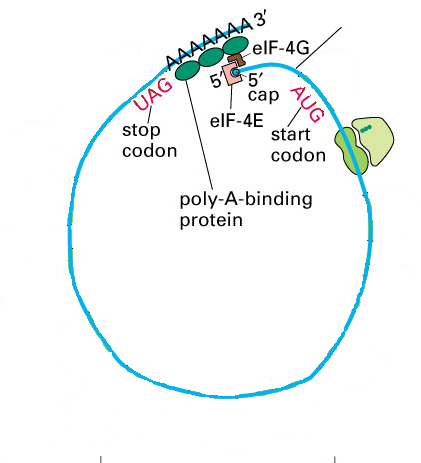 AAAAAAA 3'
eIF-4G
5' 5'
cap
UAG
AUG
eIF-4E
stop
codon
start
codon
poly-A-binding
protein